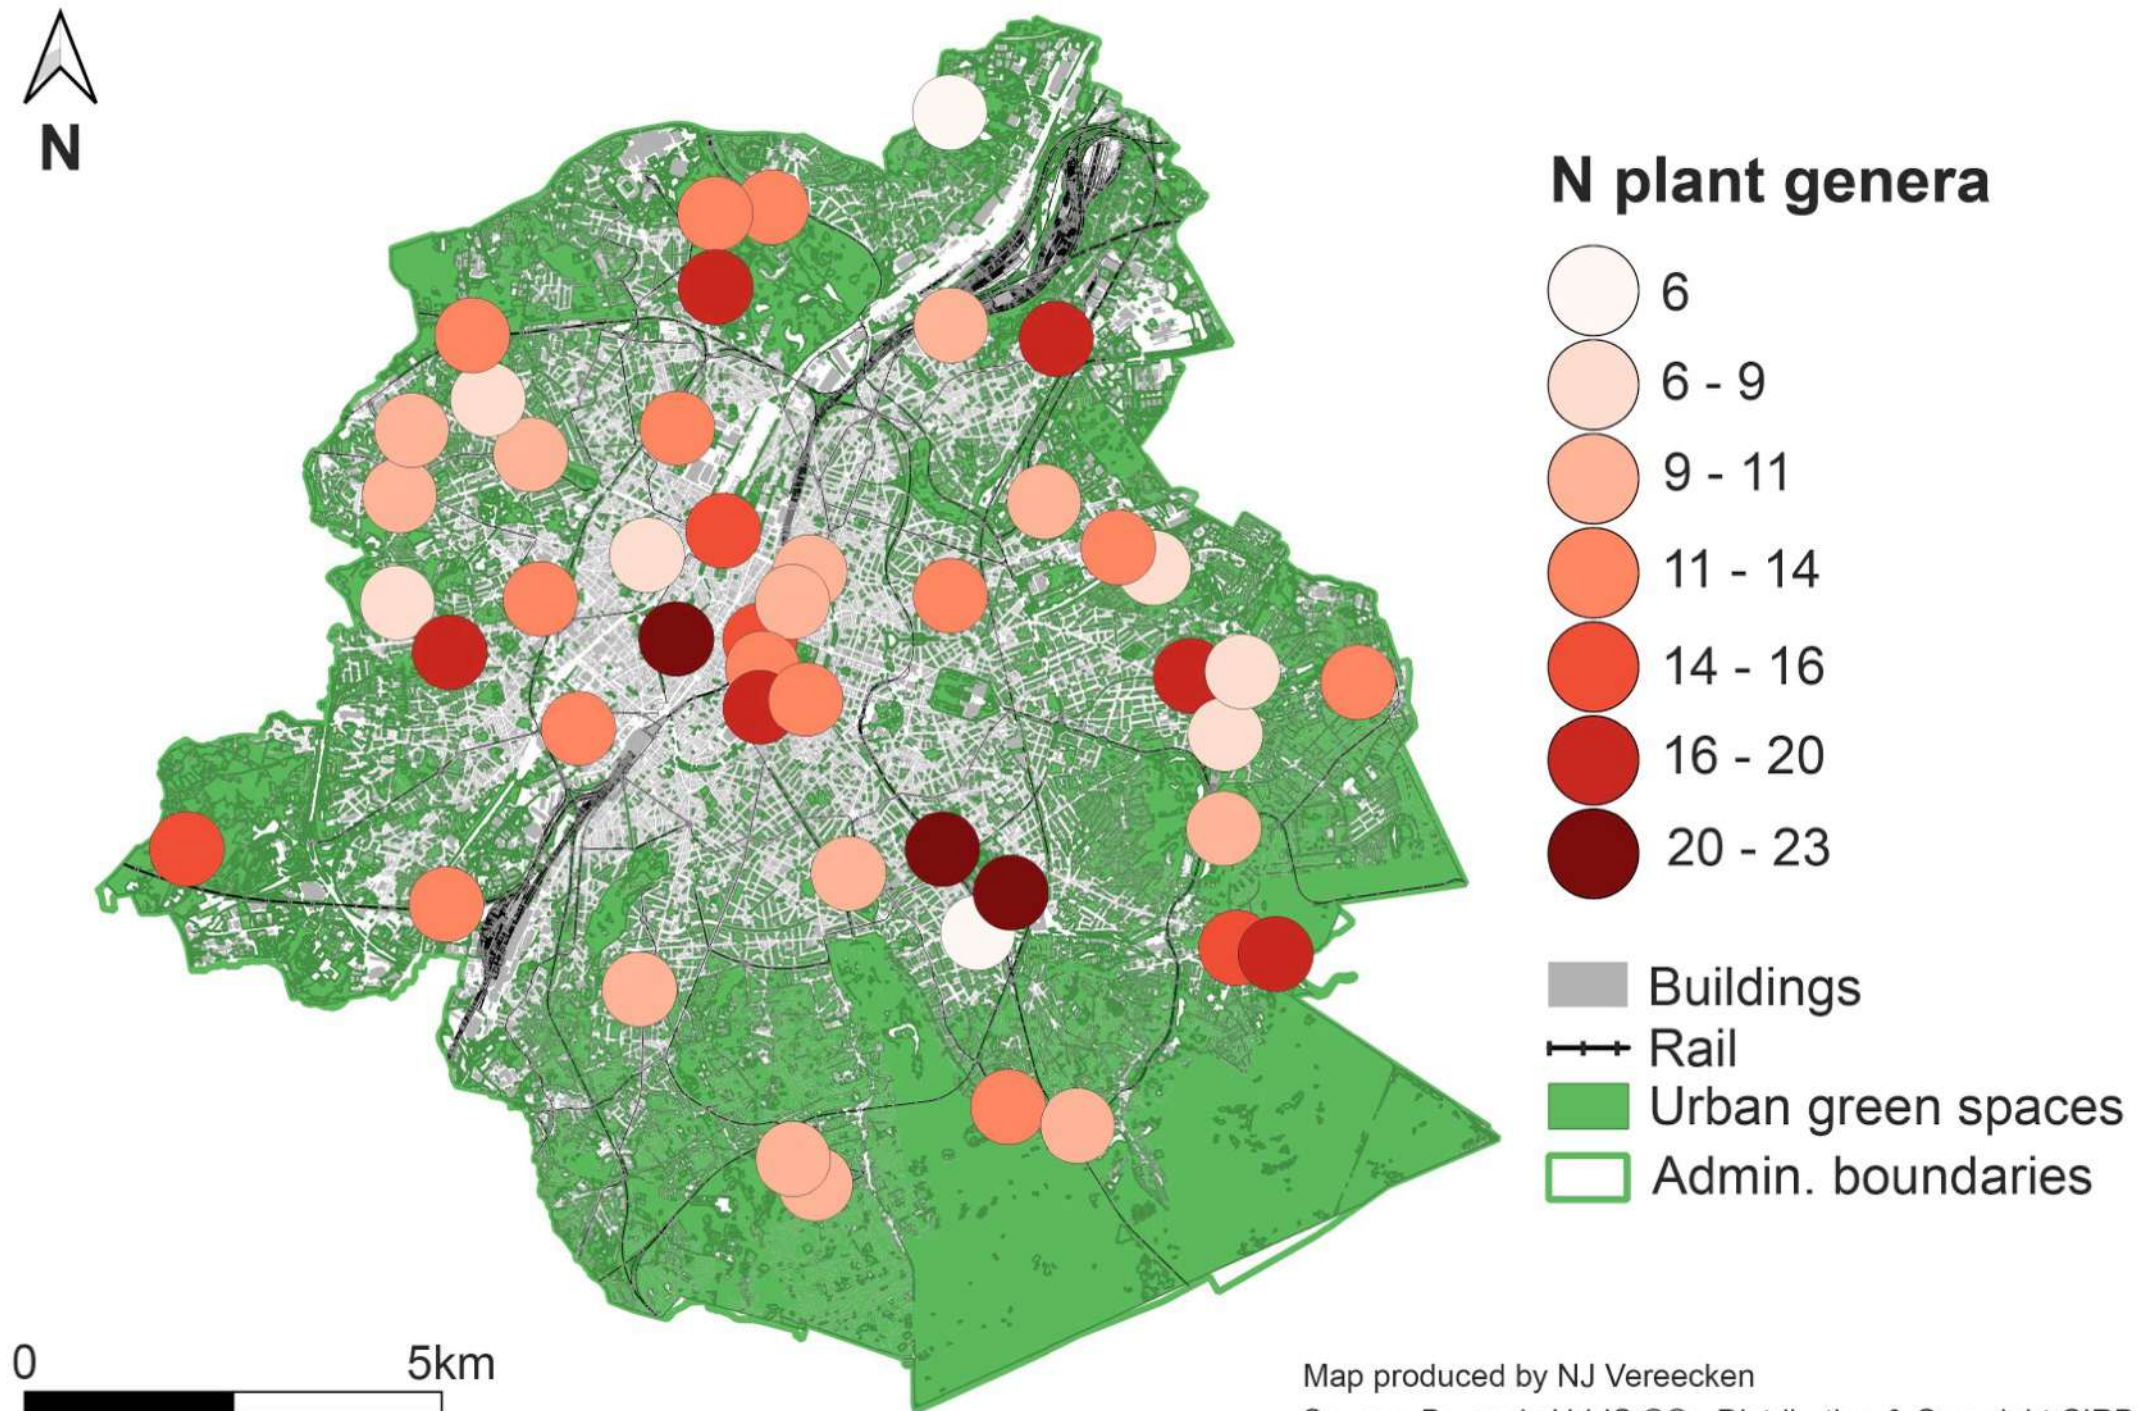 N
N plant genera
6
6 - 9
9 - 11
11 - 14
14 - 16
16 - 20
20 - 23
Buildings
Rail
Urban green spaces
Admin. boundaries
0 5km
Map produced by NJ Vereecken